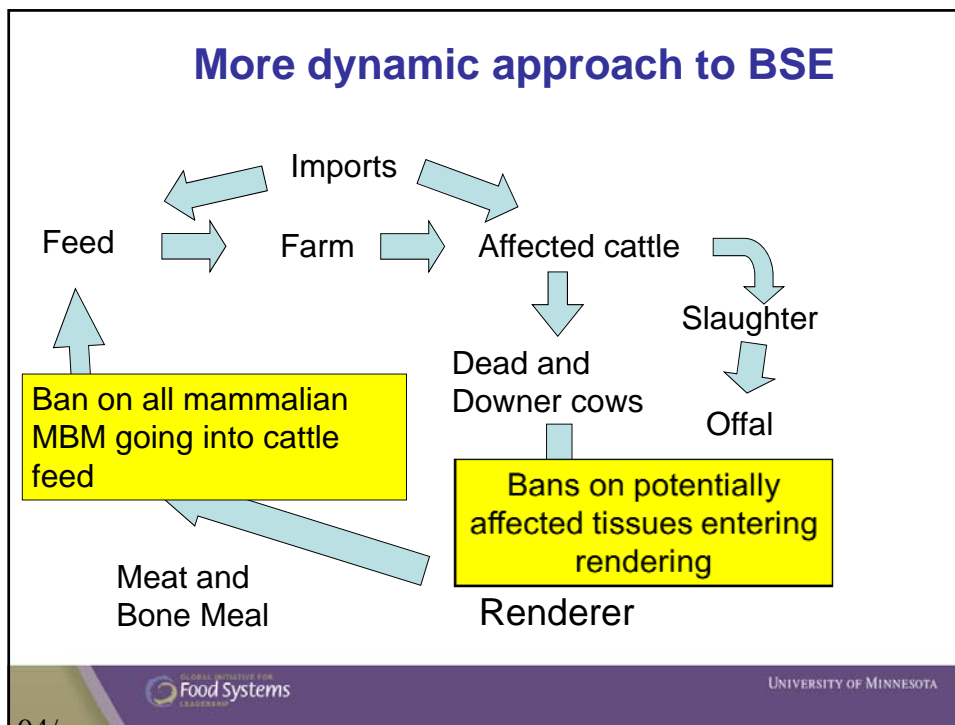 More dynamic approach to BSE
Imports
Feed
Farm
Affected cattle
Slaughter
Dead and
Downer cows
Offal
Ban on all mammalian
MBM going into cattle
feed
Bans on potentially
affected tissues entering
rendering
Meat and
Bone Meal
Renderer
GLOBAL INITIATIVE FOR
Food Systems
LEADERSHIP
UNIVERSITY OF MINNESOTA